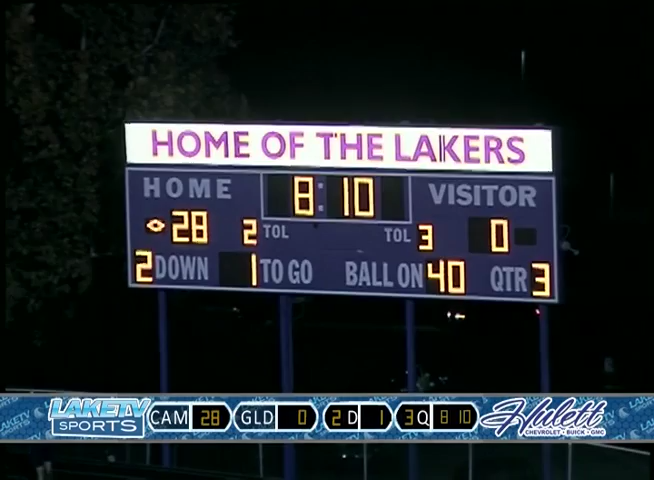 HOME OF THE LAKERS
HOME 8:10 VISITOR
28 2 TOL TOL 3 0
2 DOWN 1 TO GO BALL ON 40 QTR 3
LAKETV SPORTS CAM 28 GLD 0 2 D 1 3 Q 8 10 Hulett
CHEVROLET • BUICK • GMC